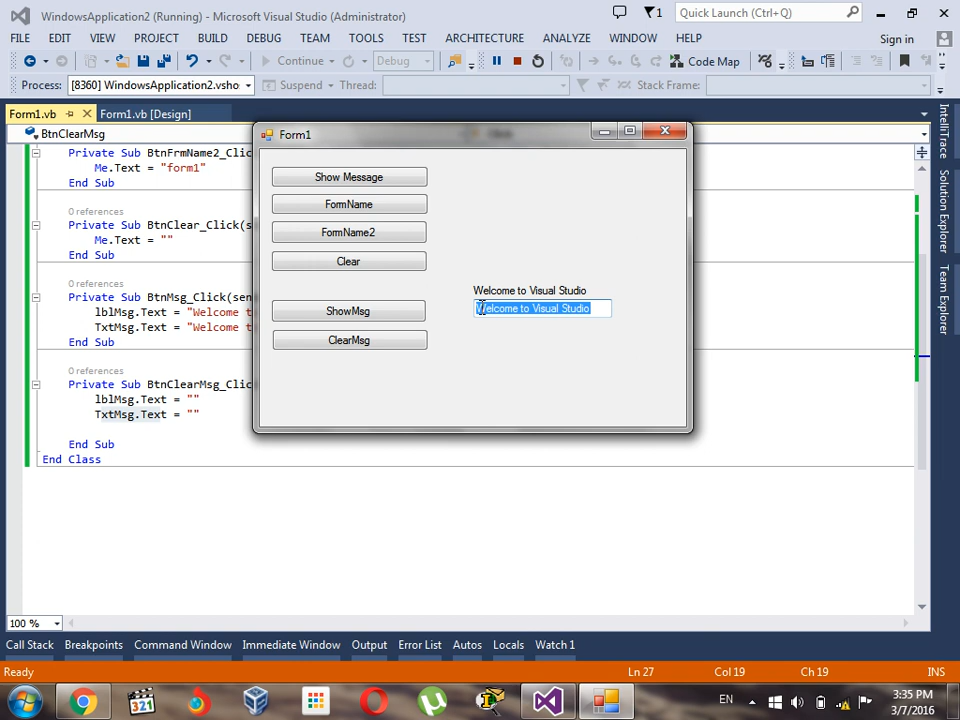 WindowsApplication2 (Running) - Microsoft Visual Studio (Administrator)
1
Quick Launch (Ctrl+Q)
FILE EDIT VIEW PROJECT BUILD DEBUG TEAM TOOLS TEST ARCHITECTURE ANALYZE WINDOW HELP
Sign in
Continue Debug Code Map
Process: [8360] WindowsApplication2.vsho Suspend Thread: Stack Frame:
Form1.vb Form1.vb [Design]
BtnClearMsg
Private Sub BtnFrmName2_Clic
Me.Text = "form1"
End Sub
0 references
Private Sub BtnClear_Click(s
Me.Text = ""
End Sub
0 references
Private Sub BtnMsg_Click(sen
lblMsg.Text = "Welcome t
TxtMsg.Text = "Welcome t
End Sub
0 references
Private Sub BtnClearMsg_Clic
lblMsg.Text = ""
TxtMsg.Text = ""
End Sub
End Class
Form1
Show Message
FormName
FormName2
Clear
Welcome to Visual Studio
Welcome to Visual Studio
ShowMsg
ClearMsg
IntelliTrace
Solution Explorer
Team Explorer
100 %
Call Stack Breakpoints Command Window Immediate Window Output Error List Autos Locals Watch 1
Ready Ln 27 Col 19 Ch 19 INS
321
EN
3:35 PM
3/7/2016